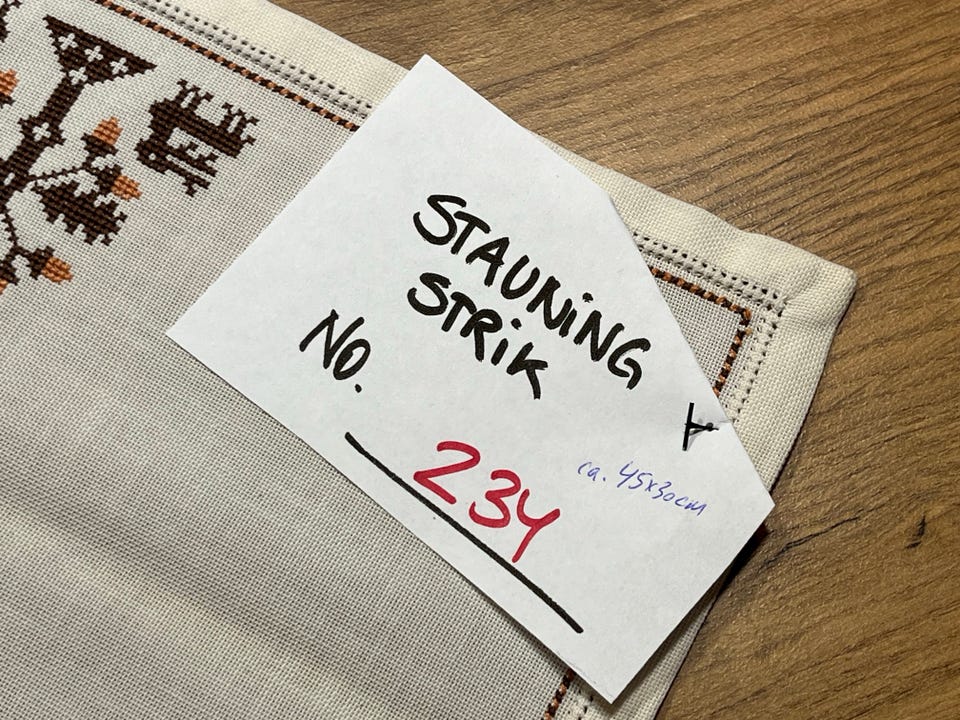 STAUNiNG
STRiK
No.
234
ca. 45x30cm